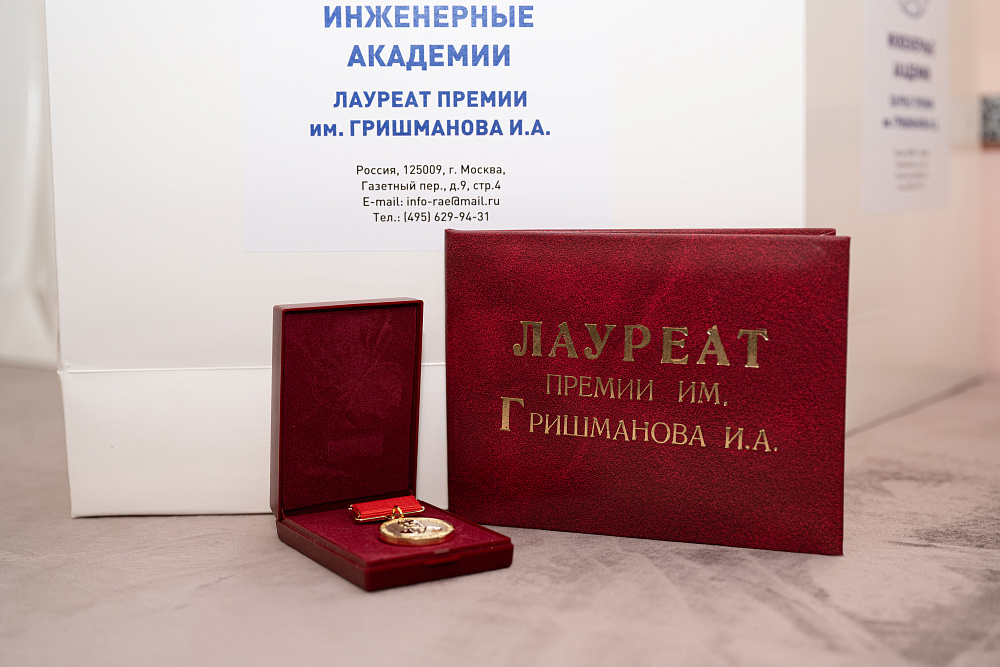 ИНЖЕНЕРНЫЕ
АКАДЕМИИ
ЛАУРЕАТ ПРЕМИИ
им. ГРИШМАНОВА И.А.
Россия, 125009, г. Москва,
Газетный пер., д.9, стр.4
E-mail: info-rae@mail.ru
Тел.: (495) 629-94-31
ЛАУРЕАТ
ПРЕМИИ ИМ.
ГРИШМАНОВА И.А.